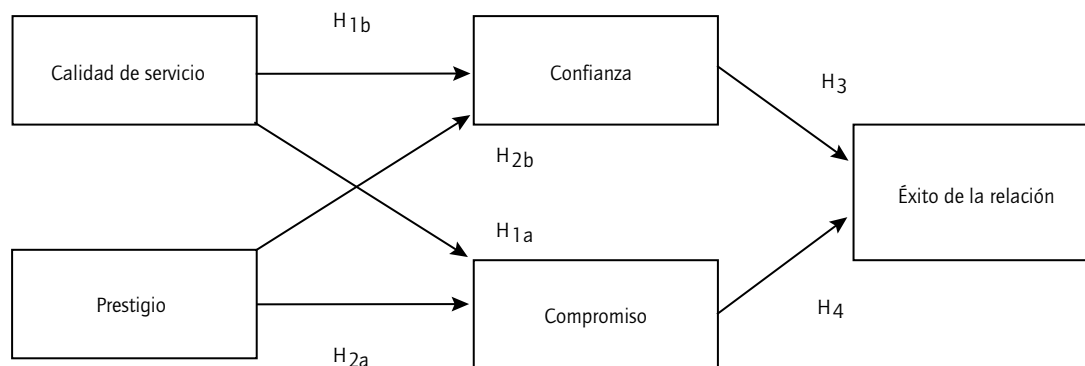 H1b
Calidad de servicio
Confianza
H3
H2b
Éxito de la relación
H1a
Prestigio
Compromiso
H4
H2a